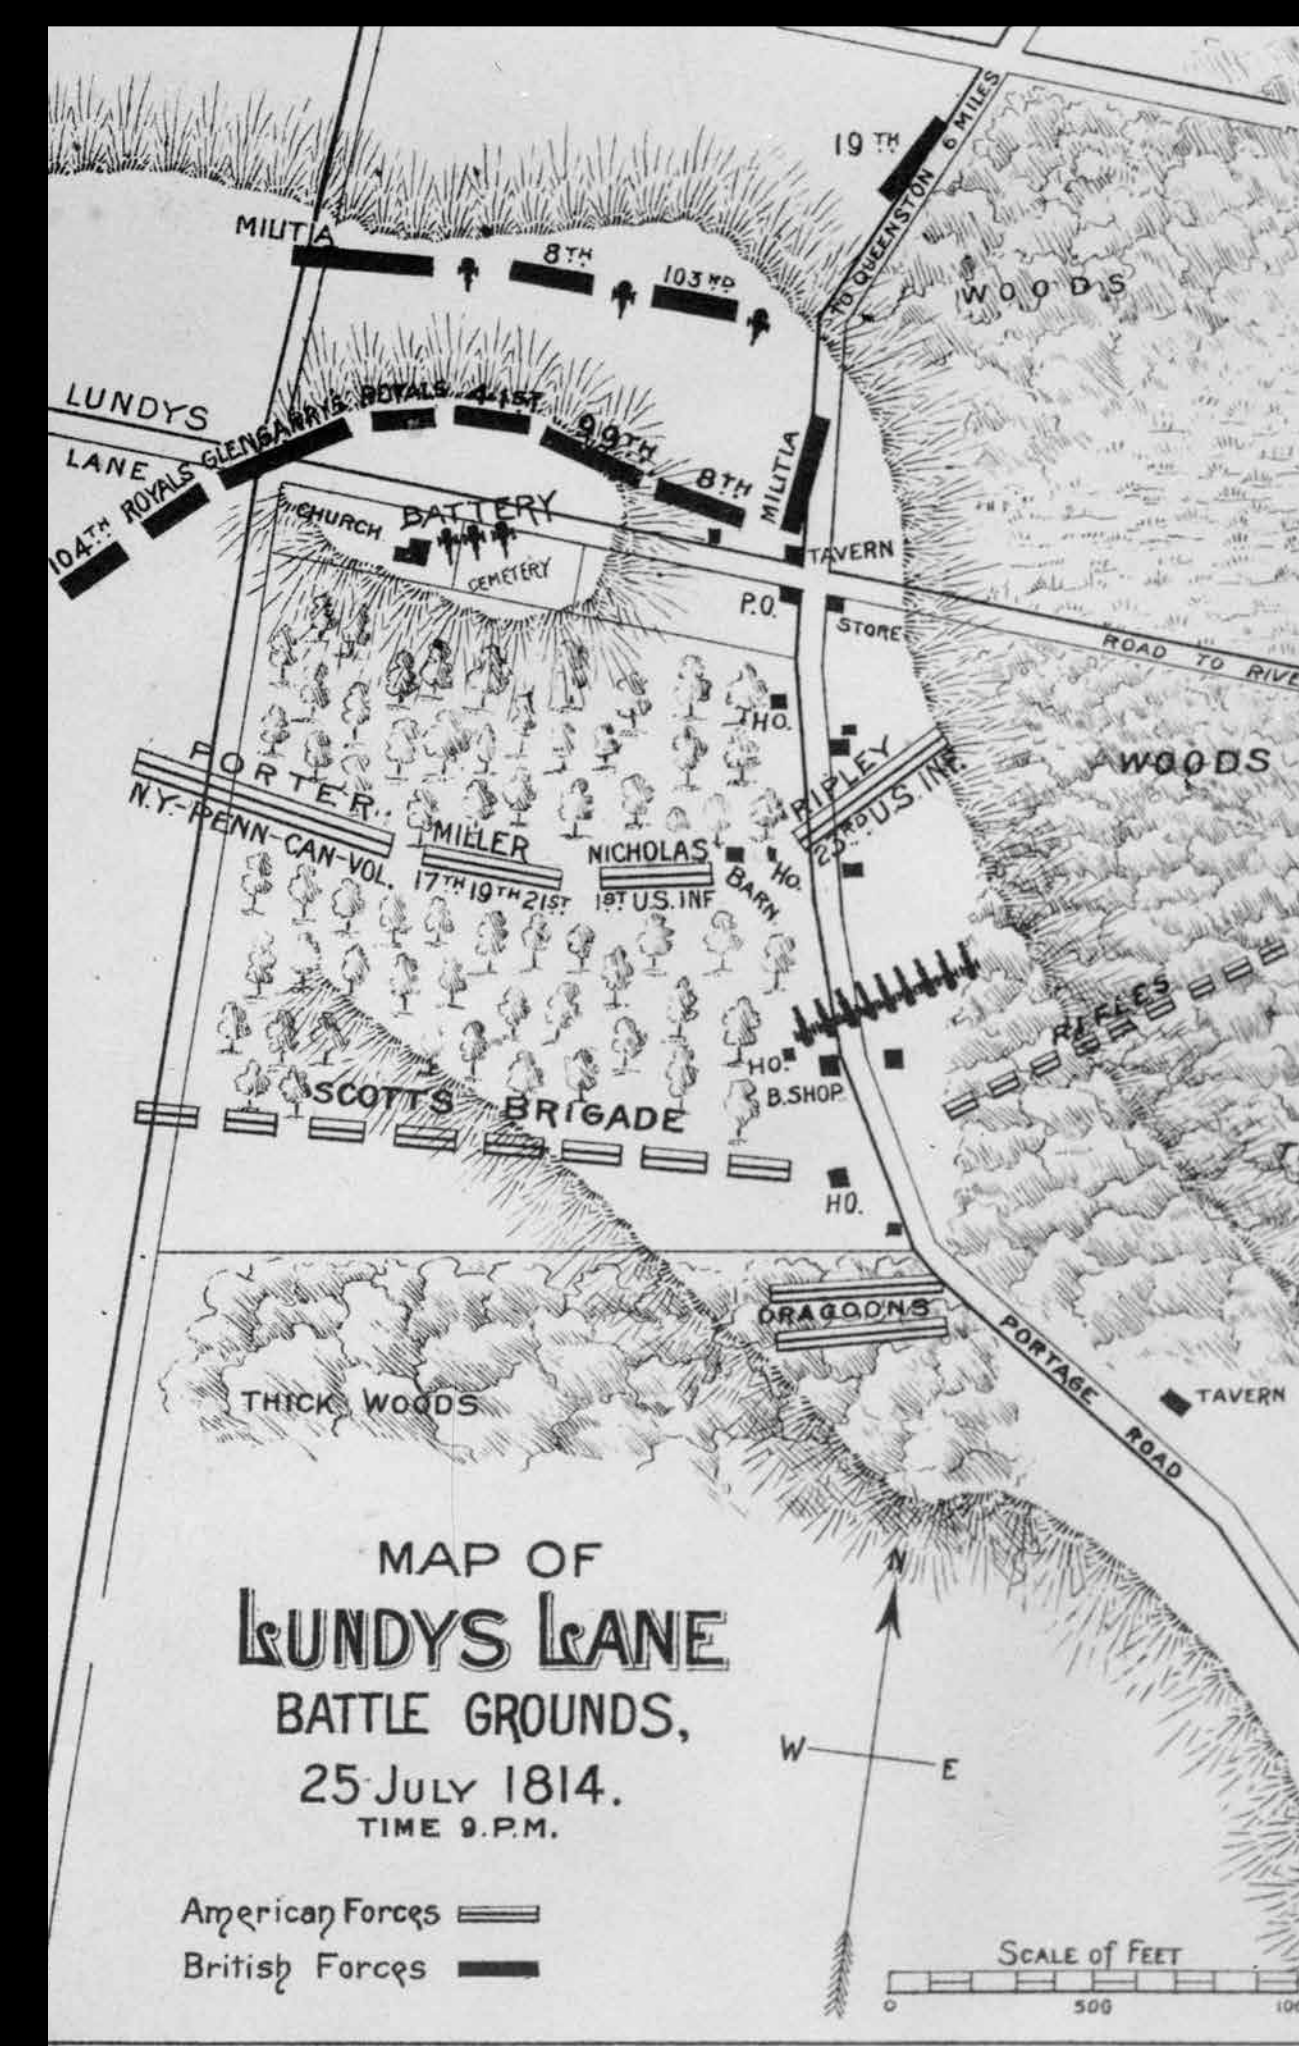 19TH
TO QUEENSTON 6 MILES
WOODS
MILITIA
8TH
103RD
LUNDYS
LANE
104TH
ROYALS
GLENGARRYS
ROYALS
41ST
99TH
8TH
MILITIA
CHURCH
BATTERY
CEMETERY
TAVERN
P.O.
STORE
ROAD TO RIVE
HO.
PORTER
N.Y.-PENN-CAN-VOL.
MILLER
17TH 19TH 21ST
NICHOLAS
1ST U.S. INF
BARN
HO.
RIPLEY
23RD U.S. INF.
WOODS
RIFLES
HO.
B.SHOP
SCOTTS BRIGADE
HO.
DRAGOONS
THICK WOODS
PORTAGE ROAD
TAVERN
MAP OF
LUNDYS LANE
BATTLE GROUNDS,
25 JULY 1814.
TIME 9.P.M.
N
W
E
American Forces
British Forces
SCALE of FEET
0 500 100